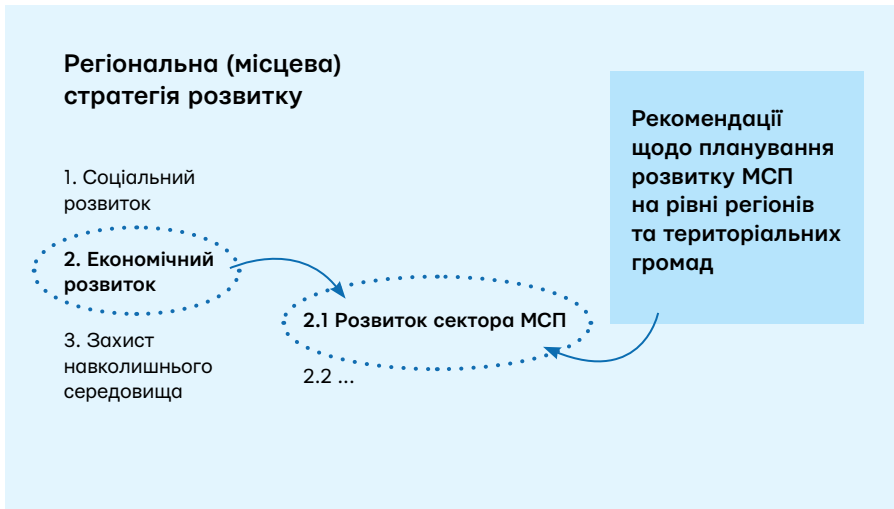 Регіональна (місцева)
стратегія розвитку
1. Соціальний
розвиток
2. Економічний
розвиток
3. Захист
навколишнього
середовища
2.1 Розвиток сектора МСП
2.2 ...
Рекомендації
щодо планування
розвитку МСП
на рівні регіонів
та територіальних
громад